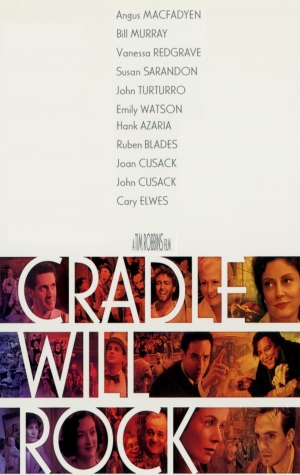 Angus MACFADYEN
Bill MURRAY
Vanessa REDGRAVE
Susan SARANDON
John TURTURRO
Emily WATSON
Hank AZARIA
Ruben BLADES
Joan CUSACK
John CUSACK
Cary ELWES
A TIM ROBBINS FILM
CRADLE
WILL
ROCK